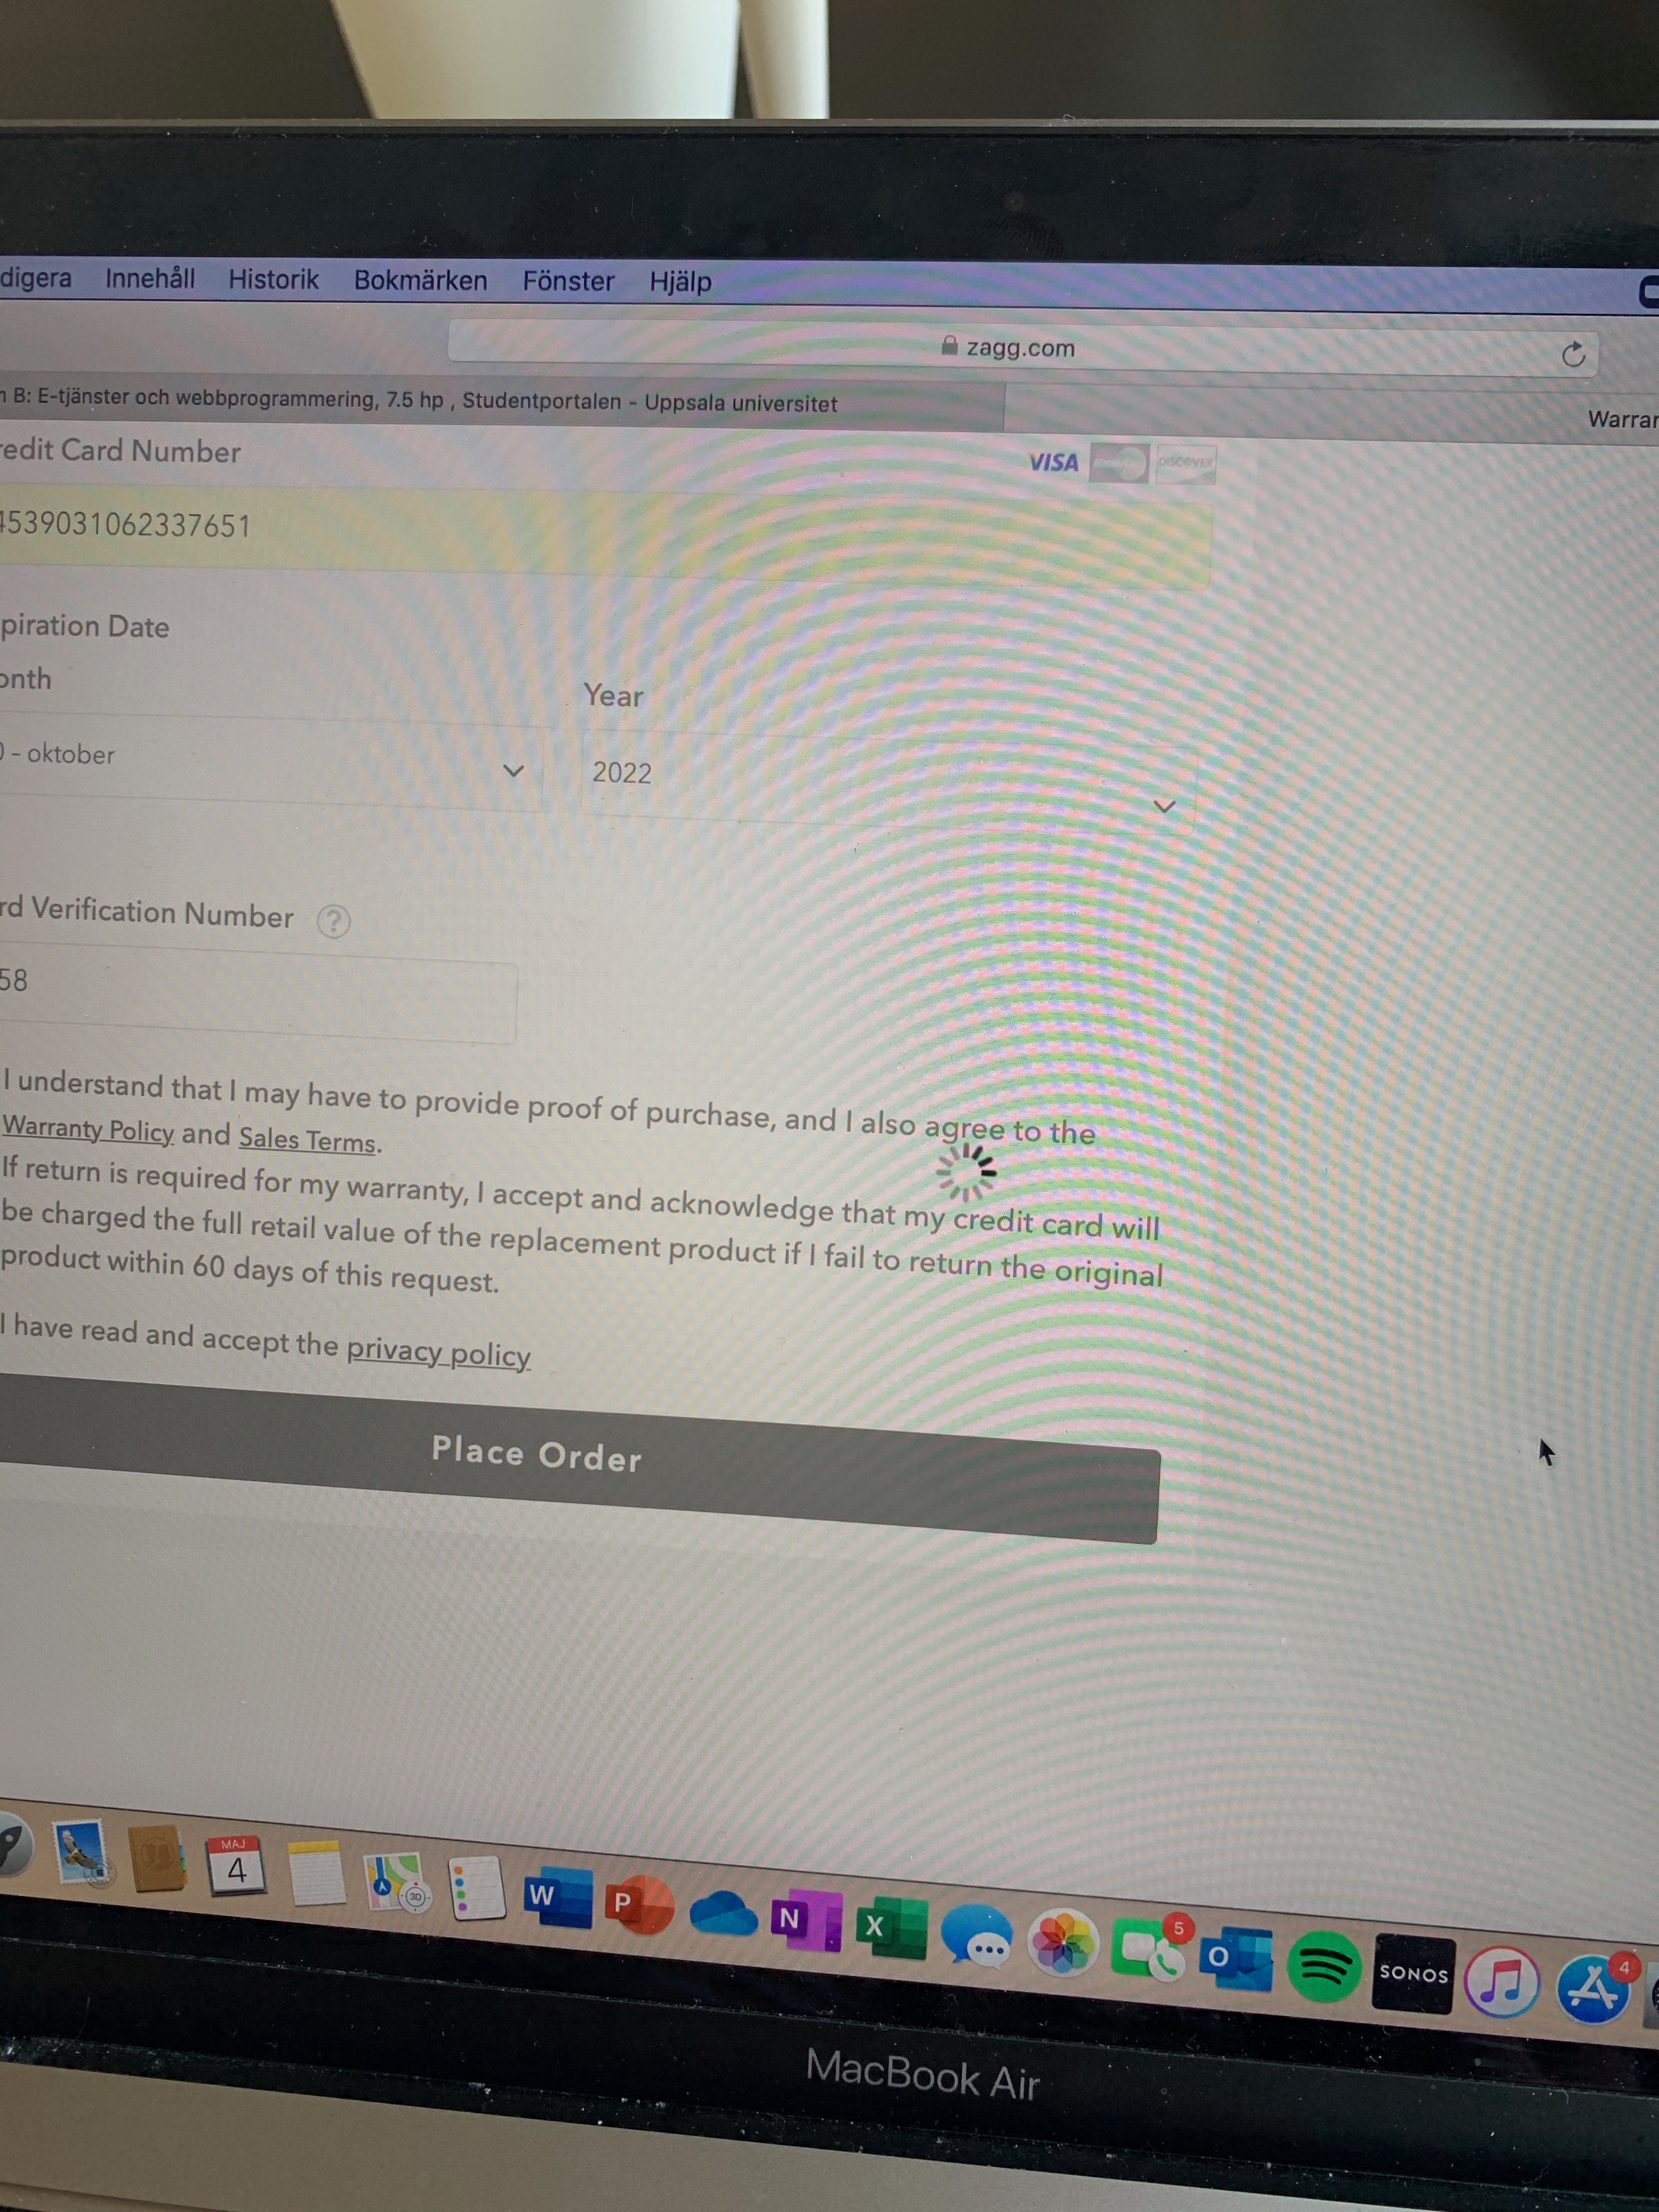 digera Innehåll Historik Bokmärken Fönster Hjälp
zagg.com
B: E-tjänster och webbprogrammering, 7.5 hp , Studentportalen - Uppsala universitet
Warran
redit Card Number
VISA
DISCOVER
4539031062337651
piration Date
onth
Year
- oktober
2022
rd Verification Number ?
58
I understand that I may have to provide proof of purchase, and I also agree to the
Warranty Policy and Sales Terms.
If return is required for my warranty, I accept and acknowledge that my credit card will
be charged the full retail value of the replacement product if I fail to return the original
product within 60 days of this request.
I have read and accept the privacy policy
Place Order
MAJ
4
30
W
P
N
X
5
O
SONOS
4
MacBook Air